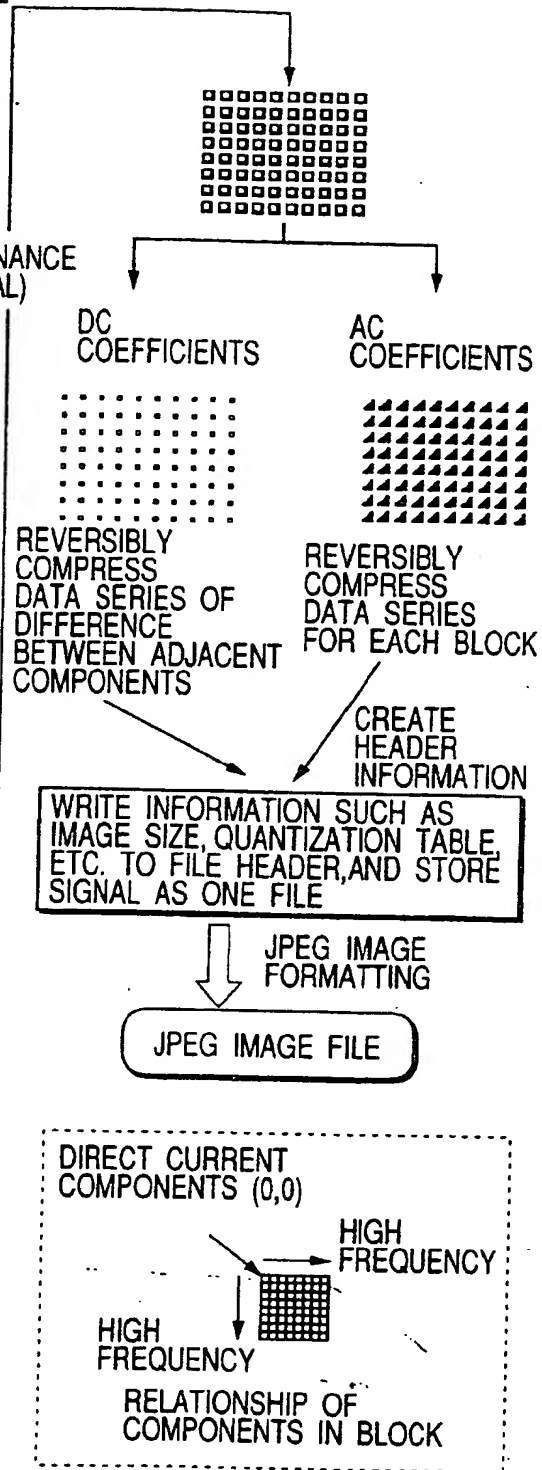 NANCE
AL)
DC
COEFFICIENTS
AC
COEFFICIENTS
REVERSIBLY
COMPRESS
DATA SERIES OF
DIFFERENCE
BETWEEN ADJACENT
COMPONENTS
REVERSIBLY
COMPRESS
DATA SERIES
FOR EACH BLOCK
CREATE
HEADER
INFORMATION
WRITE INFORMATION SUCH AS
IMAGE SIZE, QUANTIZATION TABLE,
ETC. TO FILE HEADER,AND STORE
SIGNAL AS ONE FILE
JPEG IMAGE
FORMATTING
JPEG IMAGE FILE
DIRECT CURRENT
COMPONENTS (0,0)
HIGH
FREQUENCY
HIGH
FREQUENCY
RELATIONSHIP OF
COMPONENTS IN BLOCK